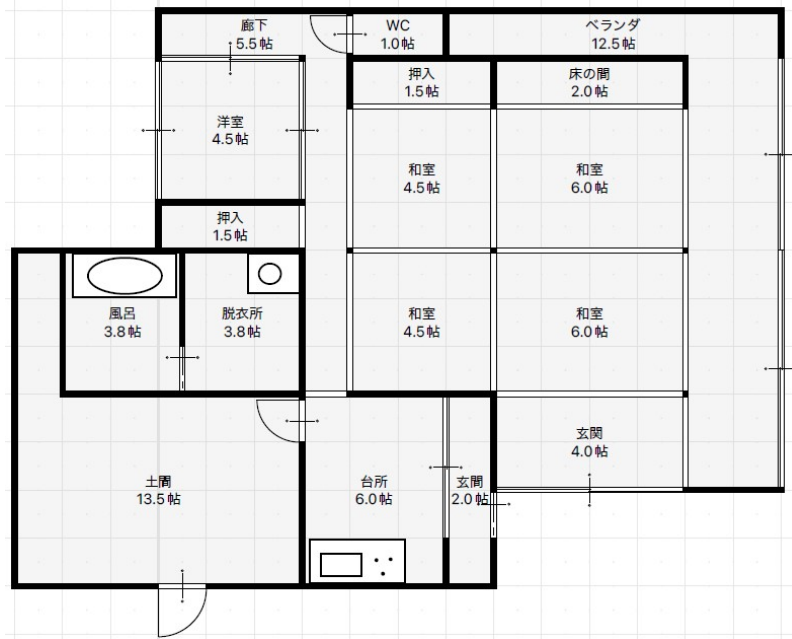 廊下
5.5帖
WC
1.0帖
ベランダ
12.5帖
押入
1.5帖
床の間
2.0帖
洋室
4.5帖
和室
4.5帖
和室
6.0帖
押入
1.5帖
風呂
3.8帖
脱衣所
3.8帖
和室
4.5帖
和室
6.0帖
玄関
4.0帖
土間
13.5帖
台所
6.0帖
玄関
2.0帖